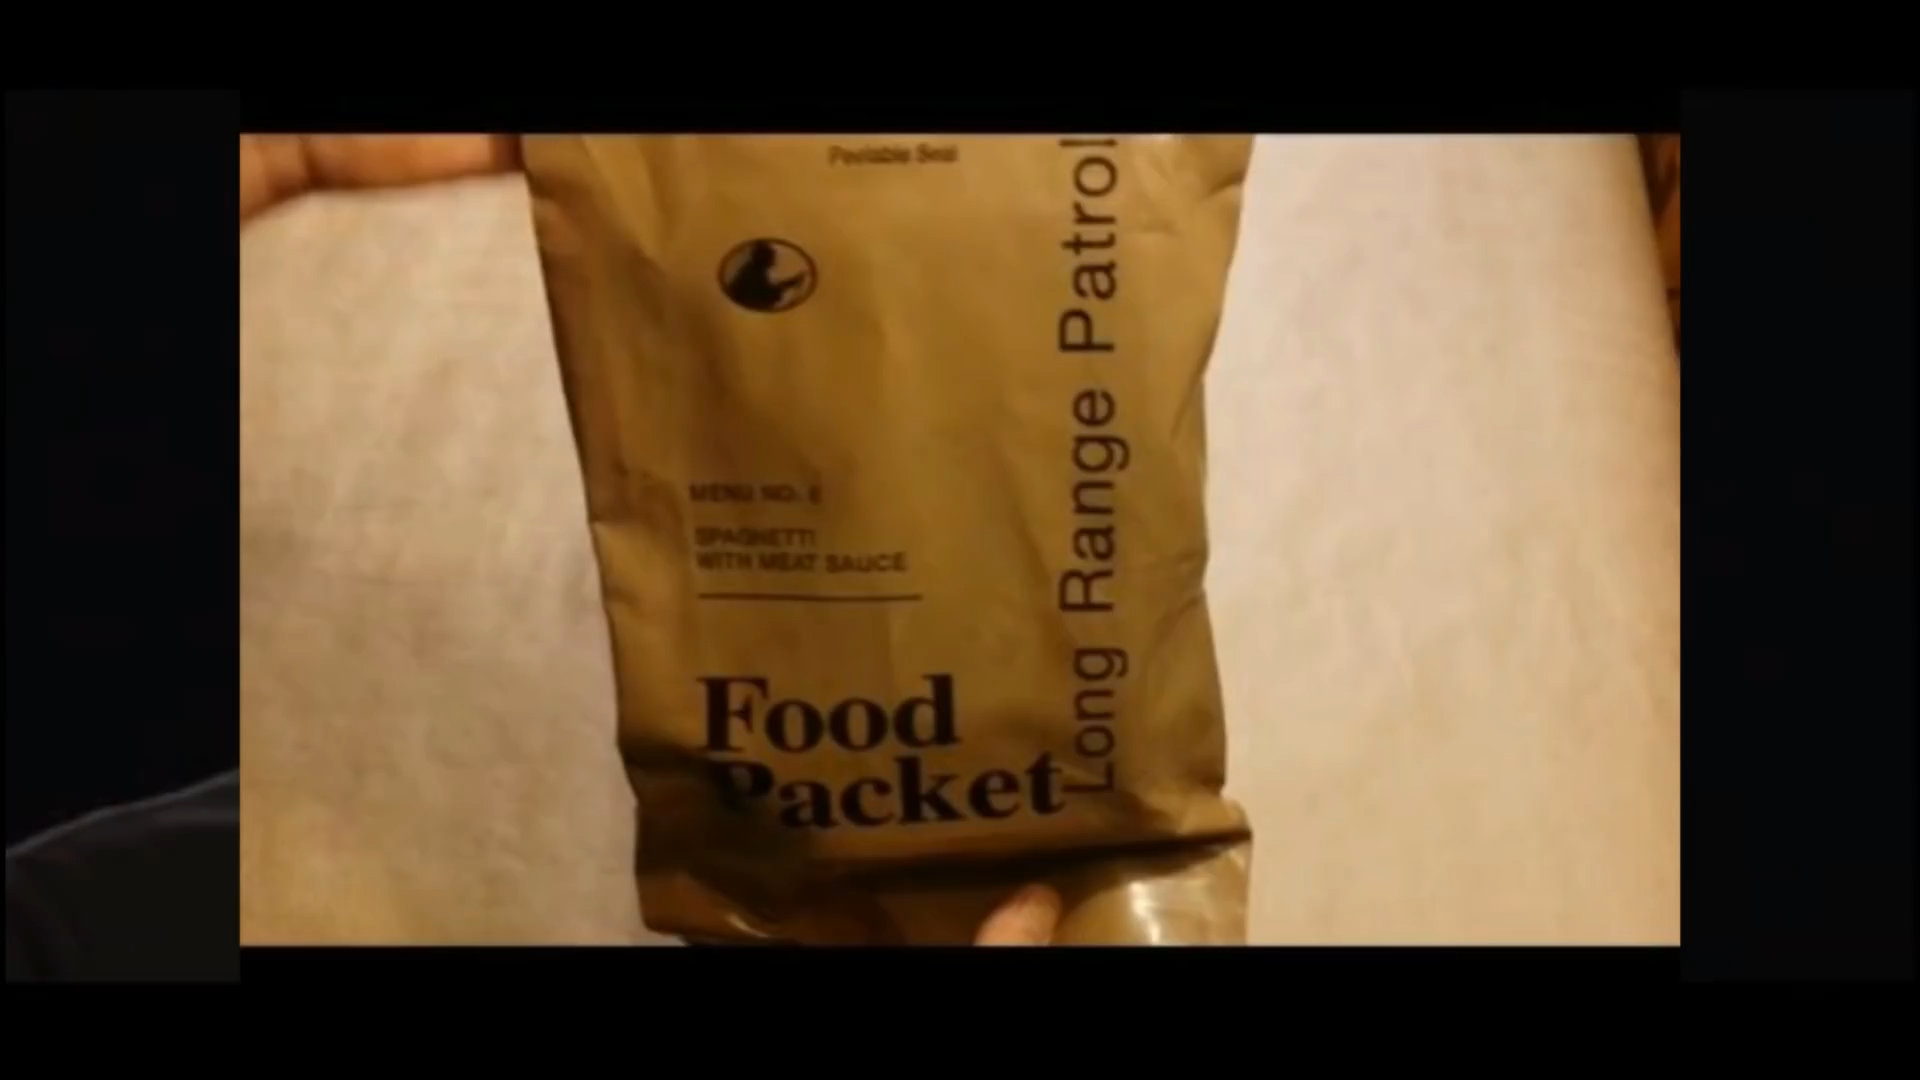 Peelable Seal
MENU NO. 8
SPAGHETTI
WITH MEAT SAUCE
Food
Packet
Long Range Patrol